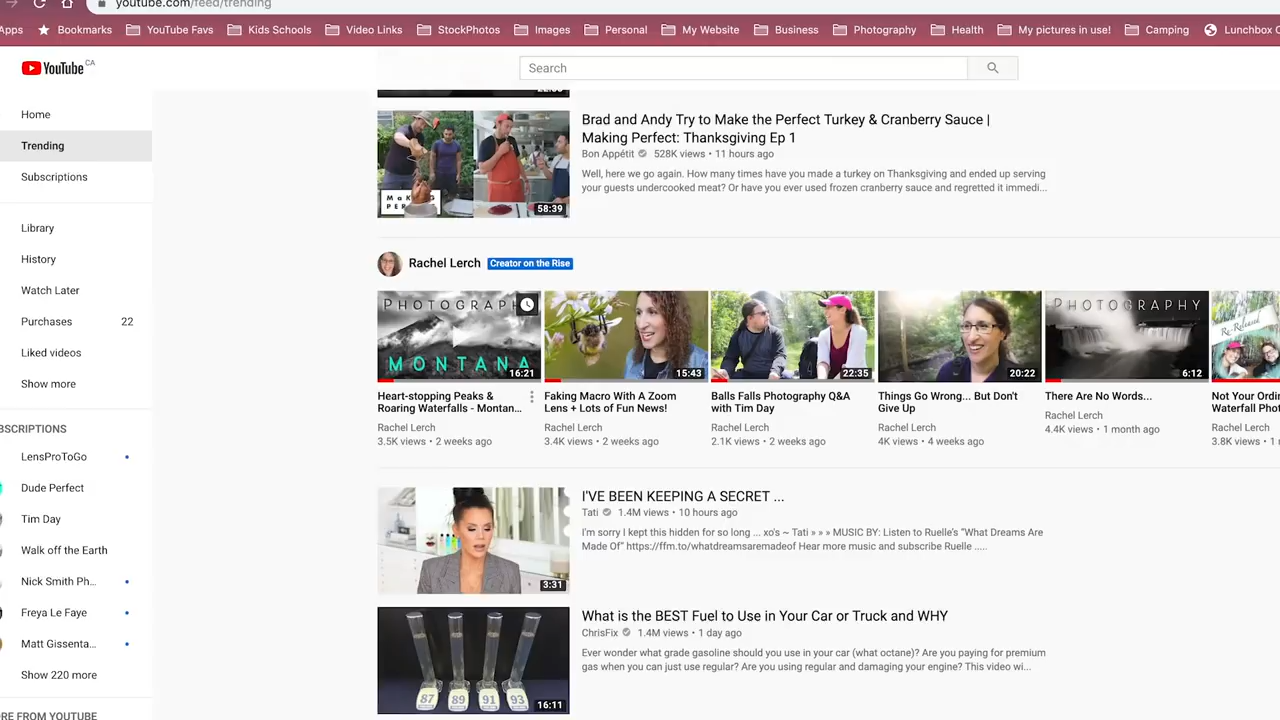 youtube.com/feed/trending
Apps
Bookmarks
YouTube Favs
Kids Schools
Video Links
StockPhotos
Images
Personal
My Website
Business
Photography
Health
My pictures in use!
Camping
Lunchbox
YouTube CA
Search
Home
Trending
Subscriptions
Library
History
Watch Later
Purchases 22
Liked videos
Show more
BSCRIPTIONS
LensProToGo
Dude Perfect
Tim Day
Walk off the Earth
Nick Smith Ph...
Freya Le Faye
Matt Gissenta...
Show 220 more
RE FROM YOUTUBE
Brad and Andy Try to Make the Perfect Turkey & Cranberry Sauce |
Making Perfect: Thanksgiving Ep 1
Bon Appétit 528K views • 11 hours ago
Well, here we go again. How many times have you made a turkey on Thanksgiving and ended up serving
your guests undercooked meat? Or have you ever used frozen cranberry sauce and regretted it immedi...
58:39
Rachel Lerch Creator on the Rise
PHOTOGRAPH
MONTANA
16:21
Heart-stopping Peaks &
Roaring Waterfalls - Montan...
Rachel Lerch
3.5K views • 2 weeks ago
15:43
Faking Macro With A Zoom
Lens + Lots of Fun News!
Rachel Lerch
3.4K views • 2 weeks ago
22:35
Balls Falls Photography Q&A
with Tim Day
Rachel Lerch
2.1K views • 2 weeks ago
20:22
Things Go Wrong... But Don't
Give Up
Rachel Lerch
4K views • 4 weeks ago
PHOTOGRAPHY
6:12
There Are No Words...
Rachel Lerch
4.4K views • 1 month ago
Re-Released
Not Your Ordin
Waterfall Phot
Rachel Lerch
3.8K views • 1
I'VE BEEN KEEPING A SECRET ...
Tati 1.4M views • 10 hours ago
I'm sorry I kept this hidden for so long ... xo's ~ Tati » » » MUSIC BY: Listen to Ruelle's "What Dreams Are
Made Of" https://ffm.to/whatdreamsaremadeof Hear more music and subscribe Ruelle .....
3:31
What is the BEST Fuel to Use in Your Car or Truck and WHY
ChrisFix 1.4M views • 1 day ago
Ever wonder what grade gasoline should you use in your car (what octane)? Are you paying for premium
gas when you can just use regular? Are you using regular and damaging your engine? This video wi...
87 89 91 93
16:11